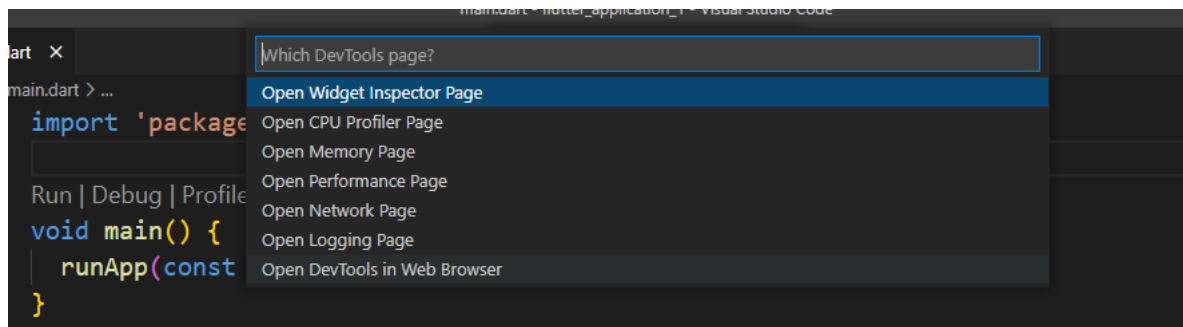 main.dart - flutter_application_1 - Visual Studio Code
lart ×
Which DevTools page?
main.dart > ...
Open Widget Inspector Page
import 'package
Open CPU Profiler Page
Open Memory Page
Run | Debug | Profile
Open Performance Page
Open Network Page
void main() {
Open Logging Page
runApp(const
Open DevTools in Web Browser
}